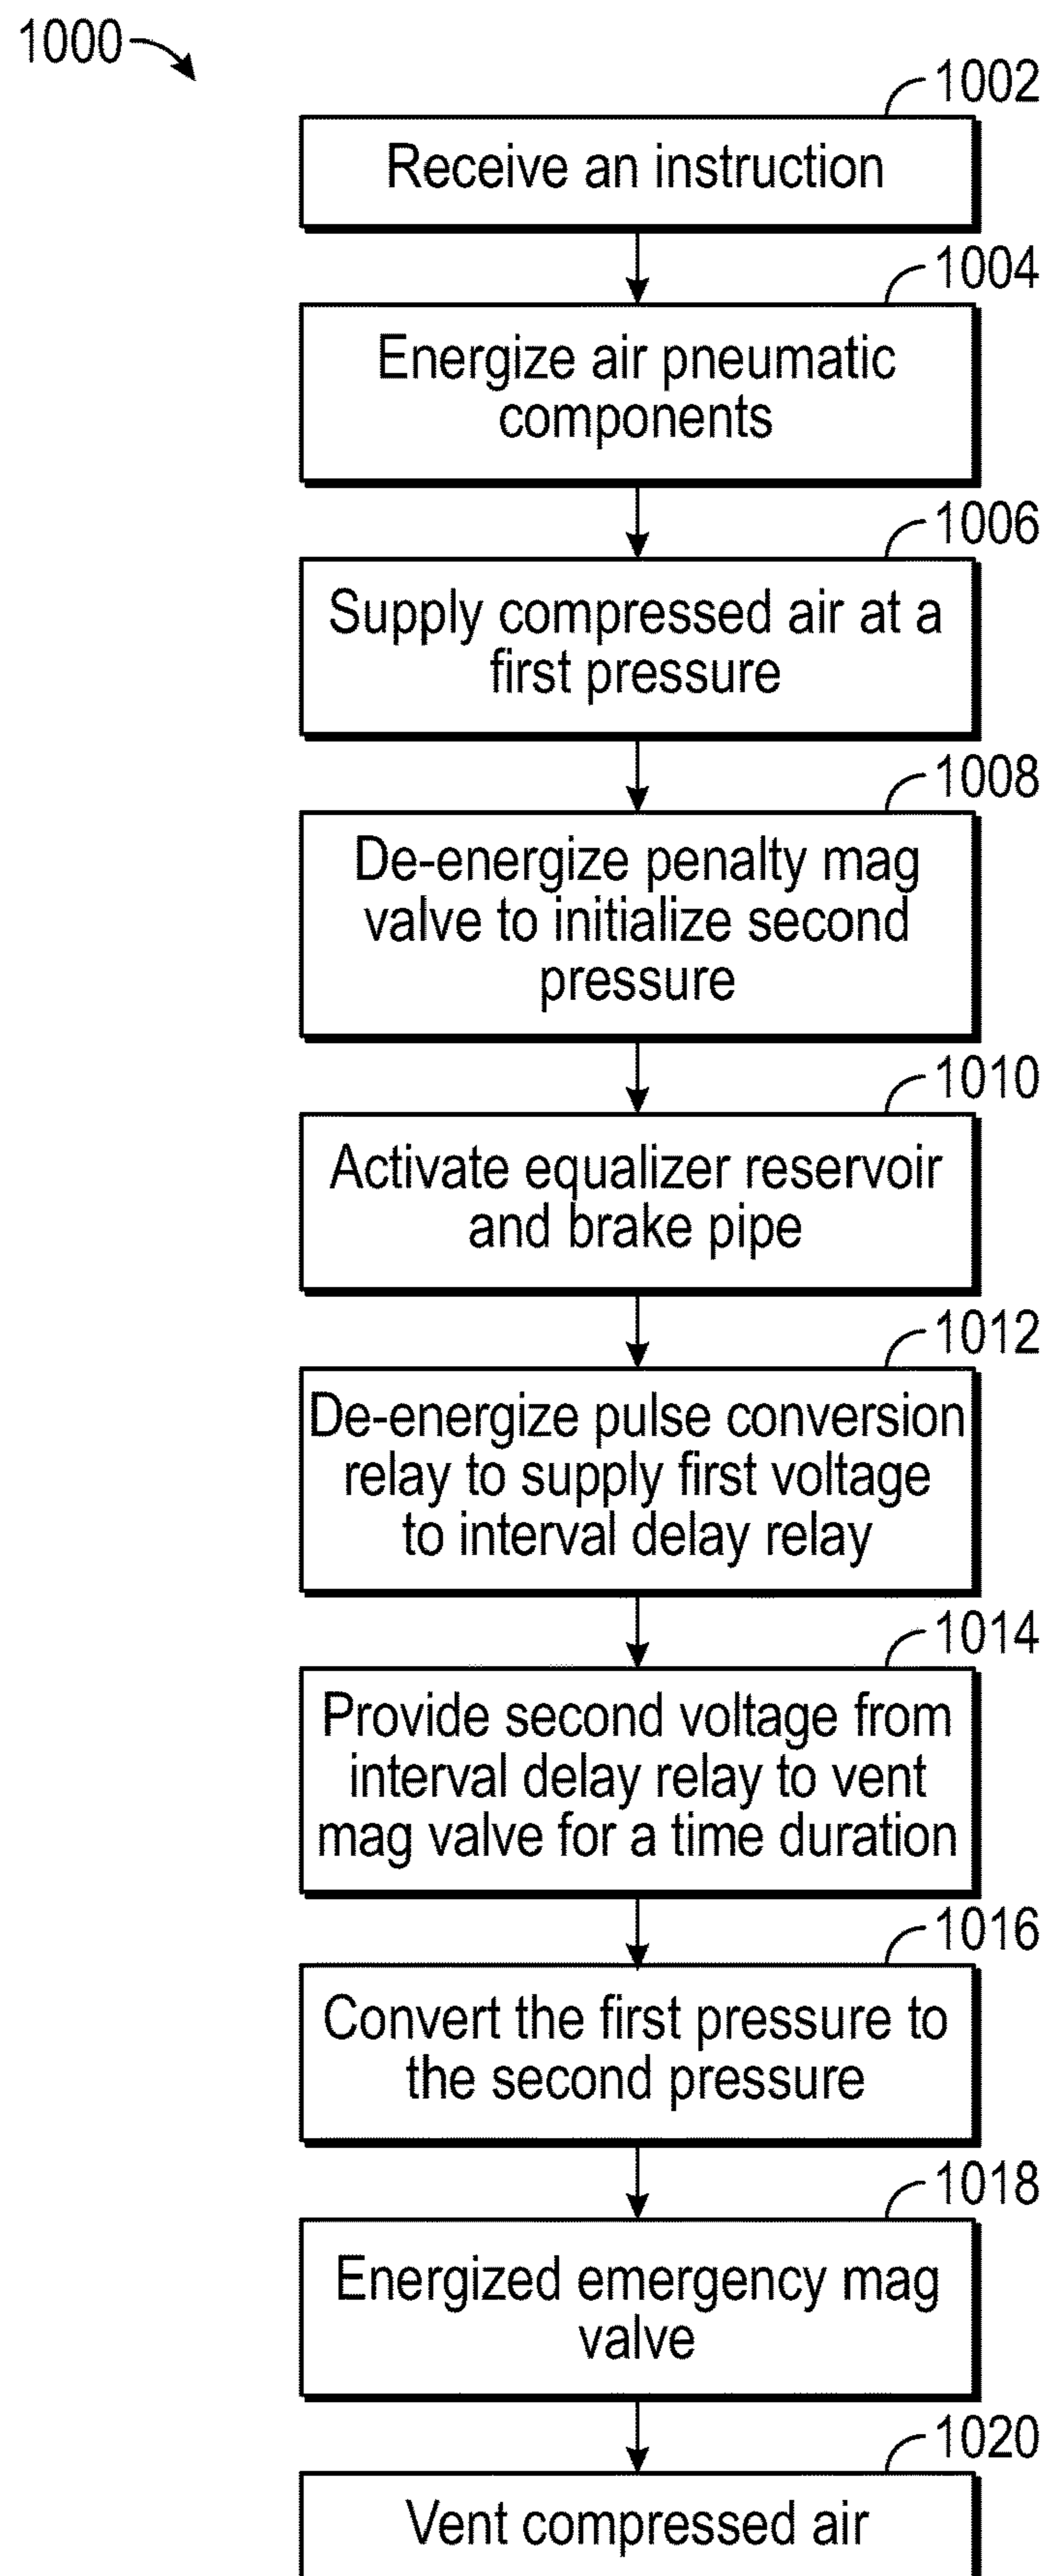 1000
1002
Receive an instruction
1004
Energize air pneumatic
components
1006
Supply compressed air at a
first pressure
1008
De-energize penalty mag
valve to initialize second
pressure
1010
Activate equalizer reservoir
and brake pipe
1012
De-energize pulse conversion
relay to supply first voltage
to interval delay relay
1014
Provide second voltage from
interval delay relay to vent
mag valve for a time duration
1016
Convert the first pressure to
the second pressure
1018
Energized emergency mag
valve
1020
Vent compressed air